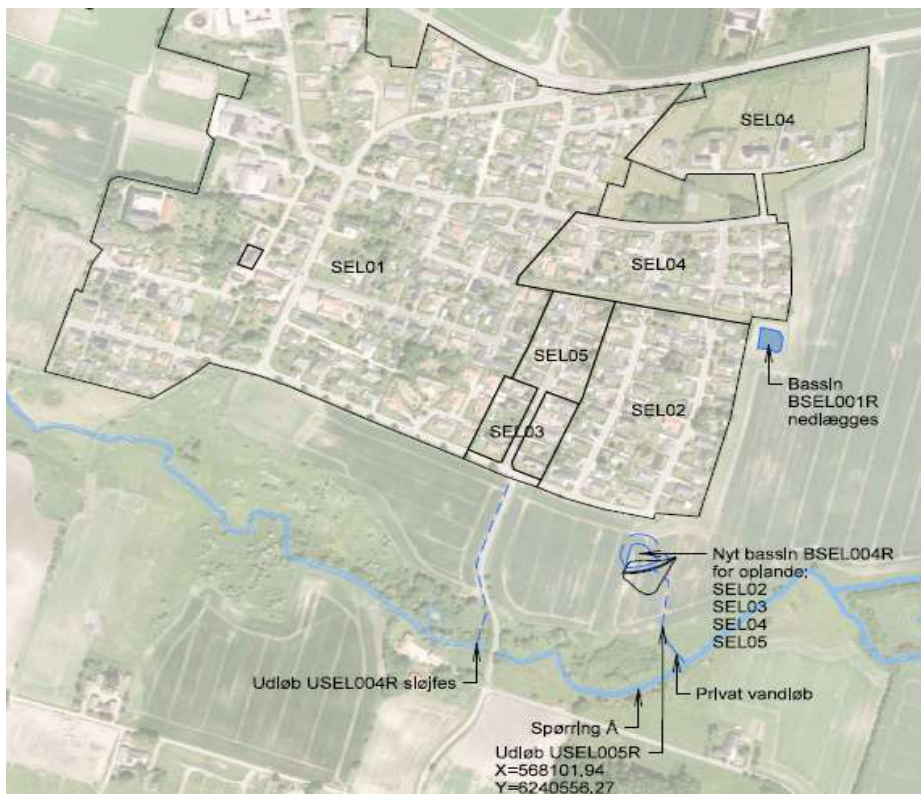 SEL04
SEL04
SEL01
SEL05
SEL02
SEL03
Bassin
BSEL001R
nedlægges
Nyt bassin BSEL004R
for oplande:
SEL02
SEL03
SEL04
SEL05
Udløb USEL004R sløjfes
Privat vandløb
Spørring Å
Udløb USEL005R
X=568101,94
Y=6240556,27